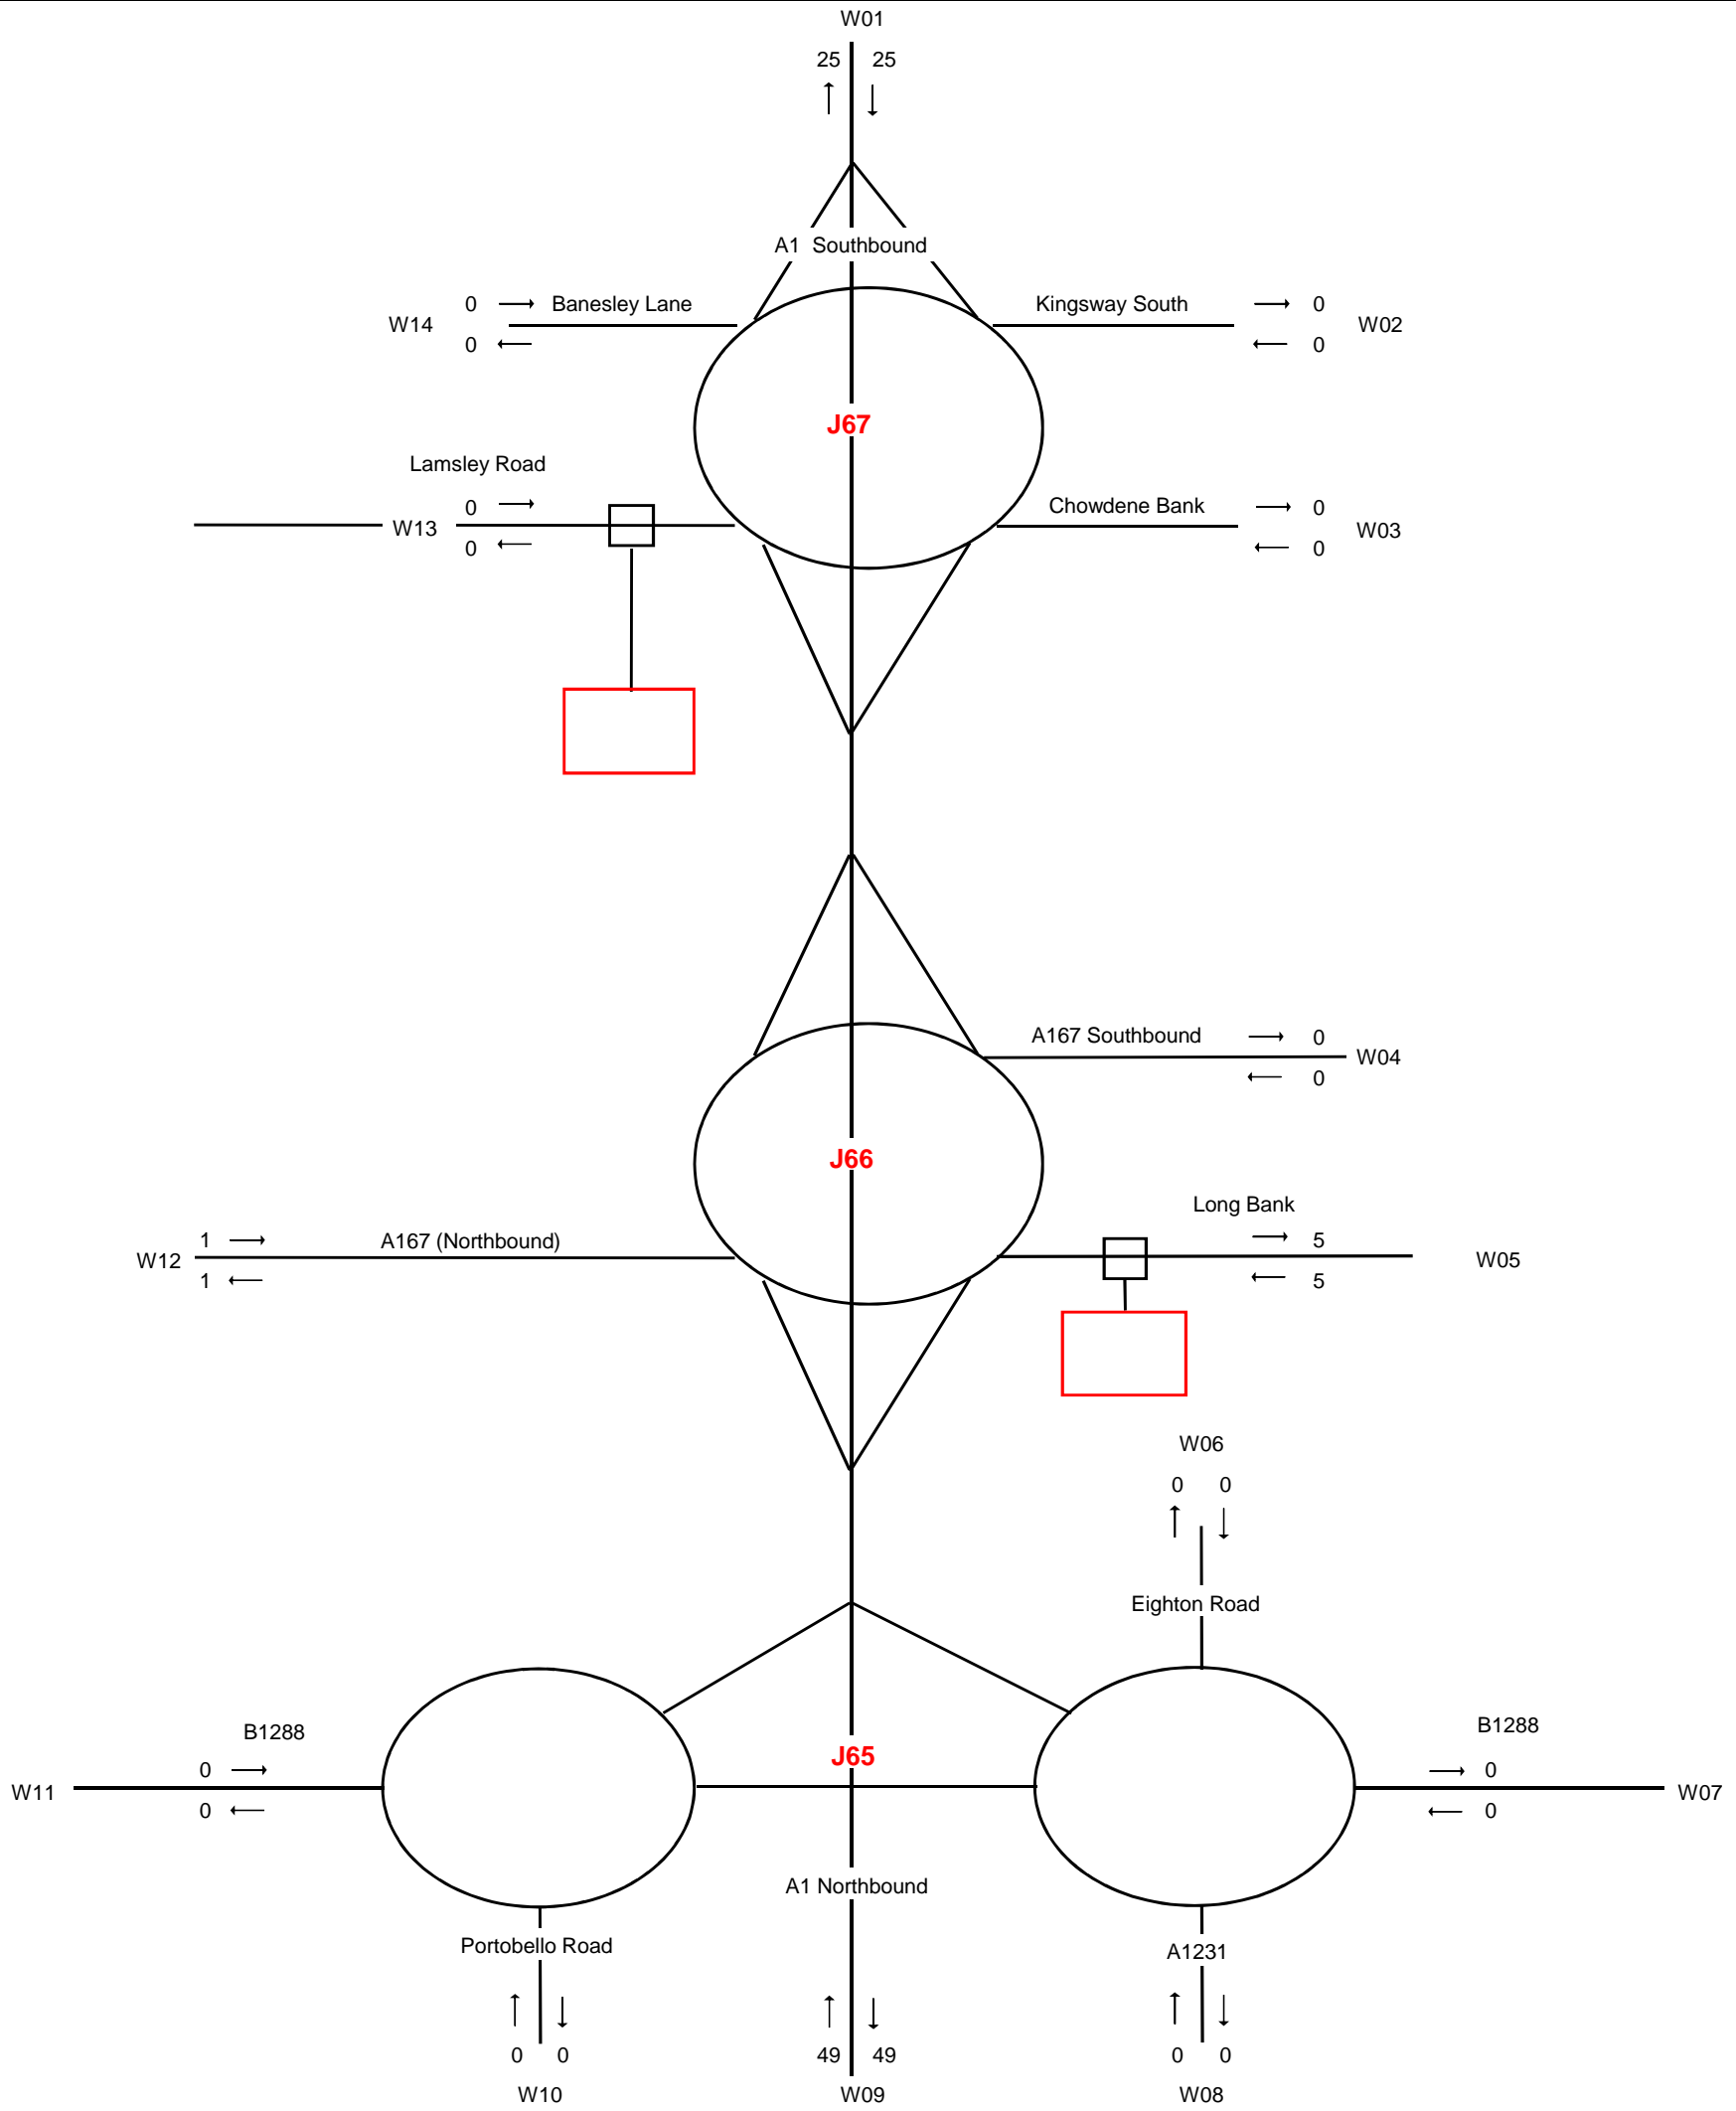 W01
25 25
A1 Southbound
0 Banesley Lane Kingsway South 0
W14 W02
0 0
J67
Lamsley Road
0 Chowdene Bank 0
W13 W03
0 0
A167 Southbound 0
W04
0
J66
Long Bank
1 A167 (Northbound) 5
W12 W05
1 5
W06
0 0
Eighton Road
B1288 B1288
J65
0 0
W11 W07
0 0
A1 Northbound
Portobello Road A1231
0 0 49 49 0 0
W10 W09 W08